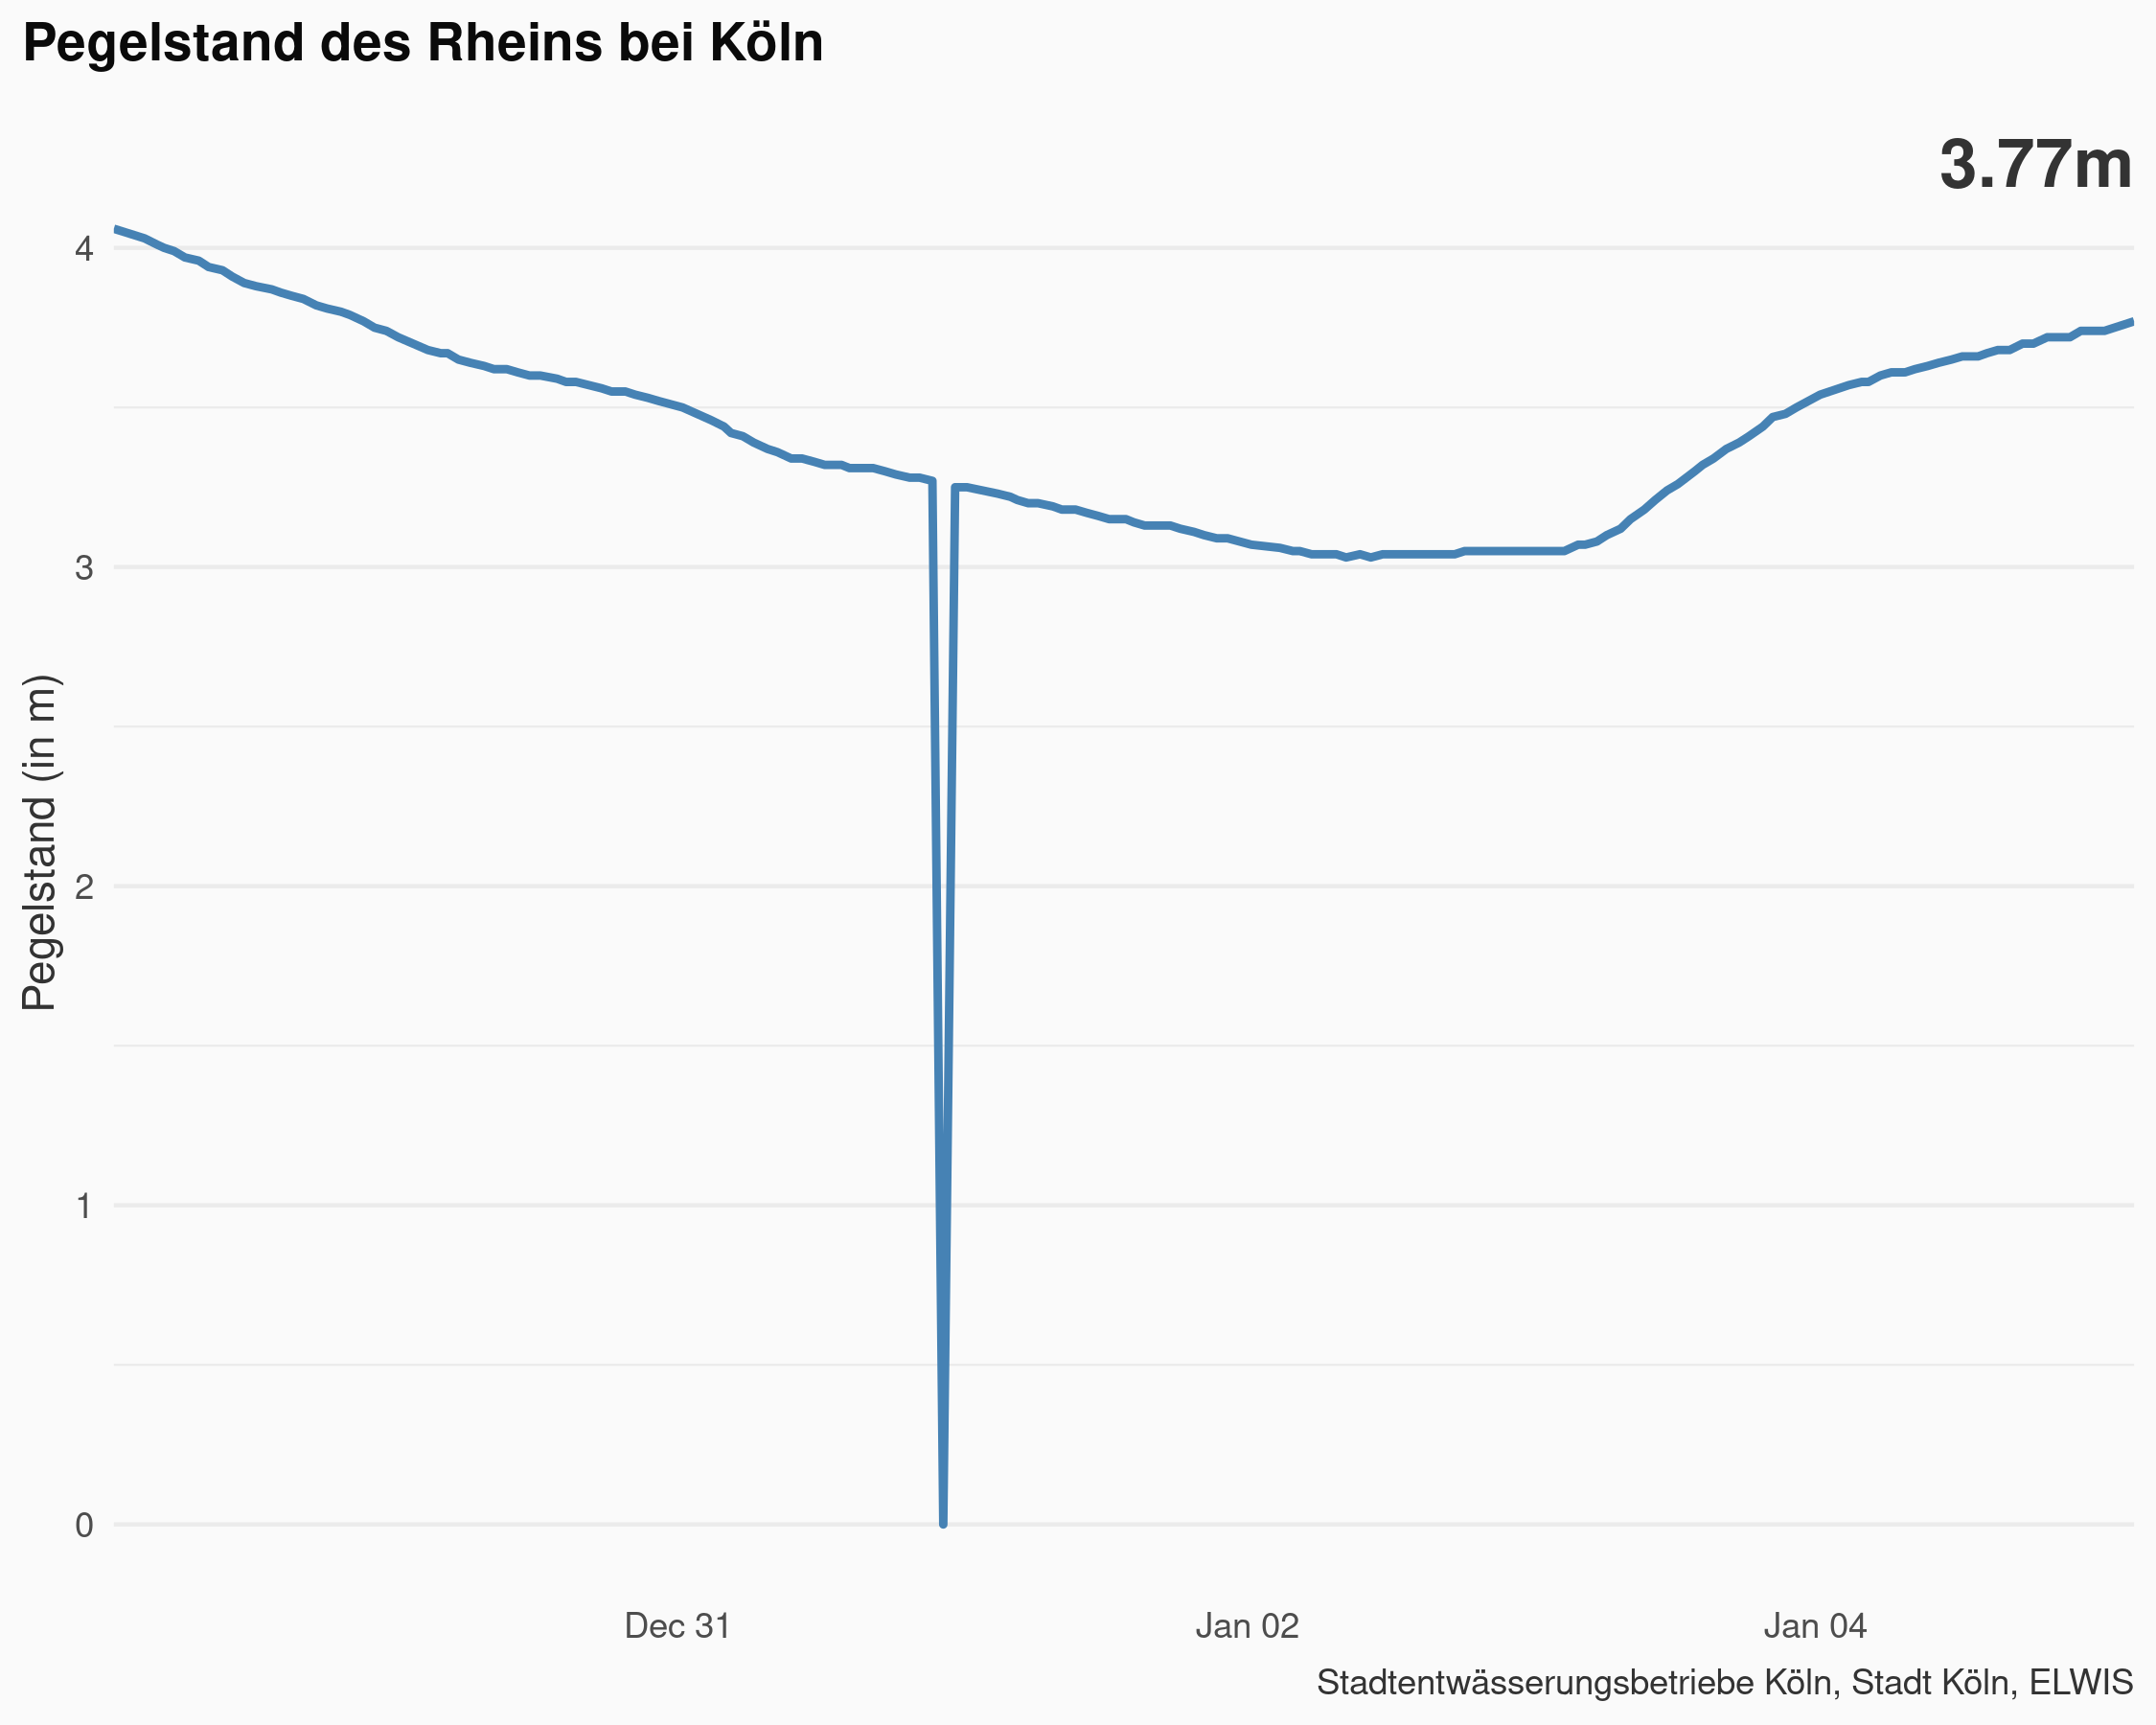 Pegelstand des Rheins bei Köln
3.77m
4
3
2
1
0
Pegelstand (in m)
Dec 31
Jan 02
Jan 04
Stadtentwässerungsbetriebe Köln, Stadt Köln, ELWIS